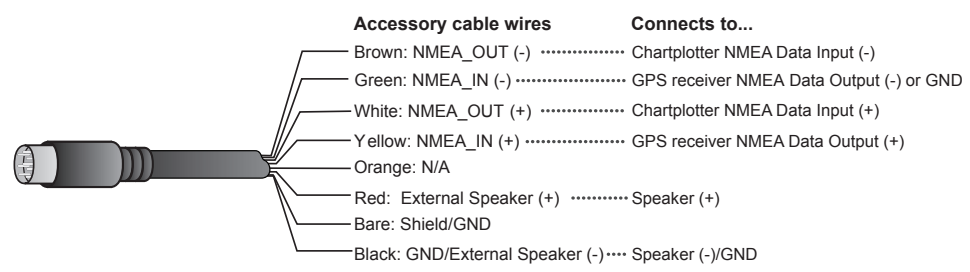 Accessory cable wires Connects to...
Brown: NMEA_OUT (-) Chartplotter NMEA Data Input (-)
Green: NMEA_IN (-) GPS receiver NMEA Data Output (-) or GND
White: NMEA_OUT (+) Chartplotter NMEA Data Input (+)
Yellow: NMEA_IN (+) GPS receiver NMEA Data Output (+)
Orange: N/A
Red: External Speaker (+) Speaker (+)
Bare: Shield/GND
Black: GND/External Speaker (-) Speaker (-)/GND